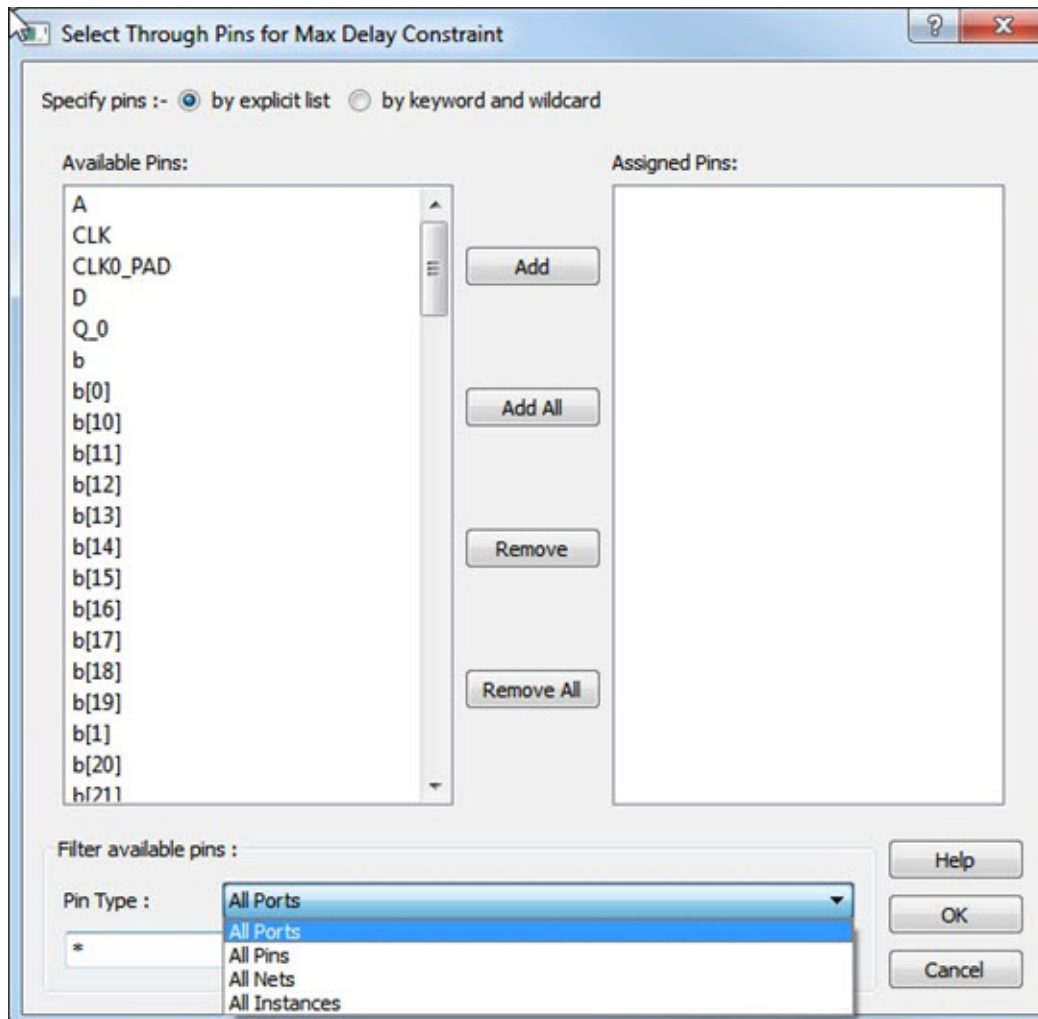 Select Through Pins for Max Delay Constraint
Specify pins :- by explicit list by keyword and wildcard
Available Pins:
Assigned Pins:
A
CLK
CLK0_PAD
D
Q_0
b
b[0]
b[10]
b[11]
b[12]
b[13]
b[14]
b[15]
b[16]
b[17]
b[18]
b[19]
b[1]
b[20]
b[21]
Add
Add All
Remove
Remove All
Filter available pins :
Pin Type :
All Ports
All Ports
All Pins
All Nets
All Instances
*
Help
OK
Cancel